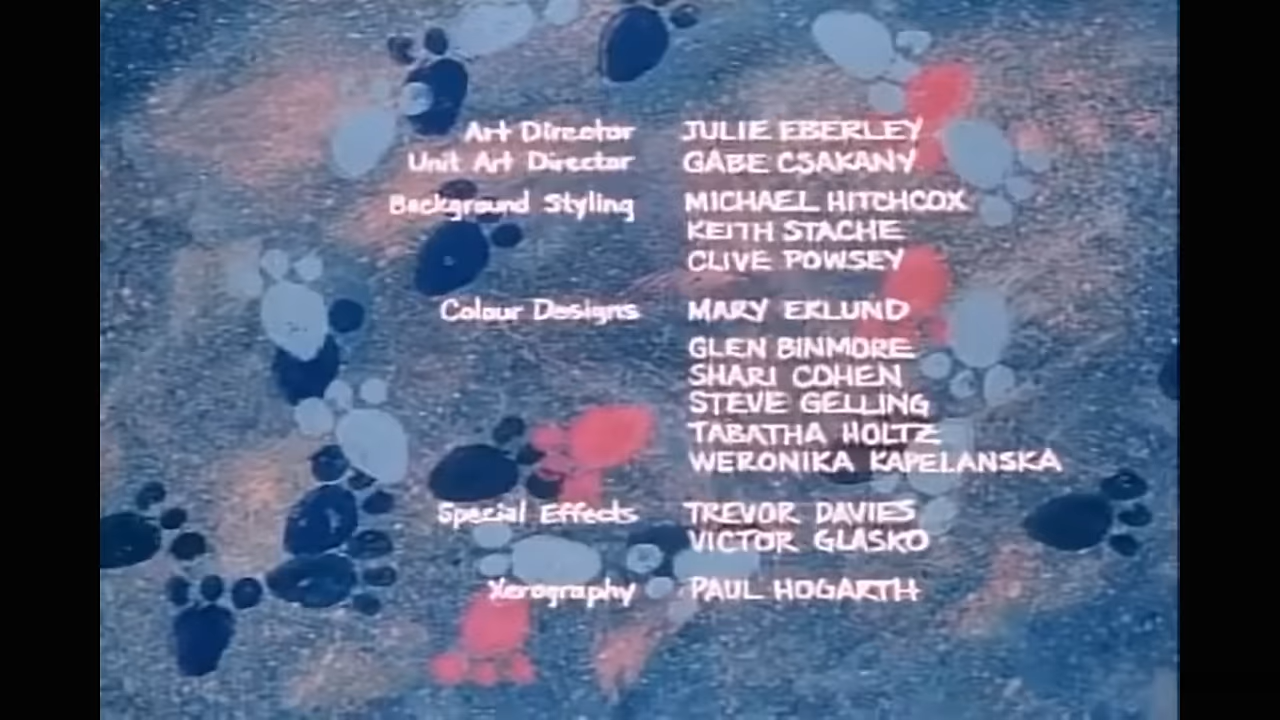 Art Director JULIE EBERLEY
Unit Art Director GABE CSAKANY
Background Styling MICHAEL HITCHCOX
KEITH STACHE
CLIVE POWSEY
Colour Designs MARY EKLUND
GLEN BINMORE
SHARI COHEN
STEVE GELLING
TABATHA HOLTZ
WERONIKA KAPELANSKA
Special Effects TREVOR DAVIES
VICTOR GLASKO
Xerography PAUL HOGARTH